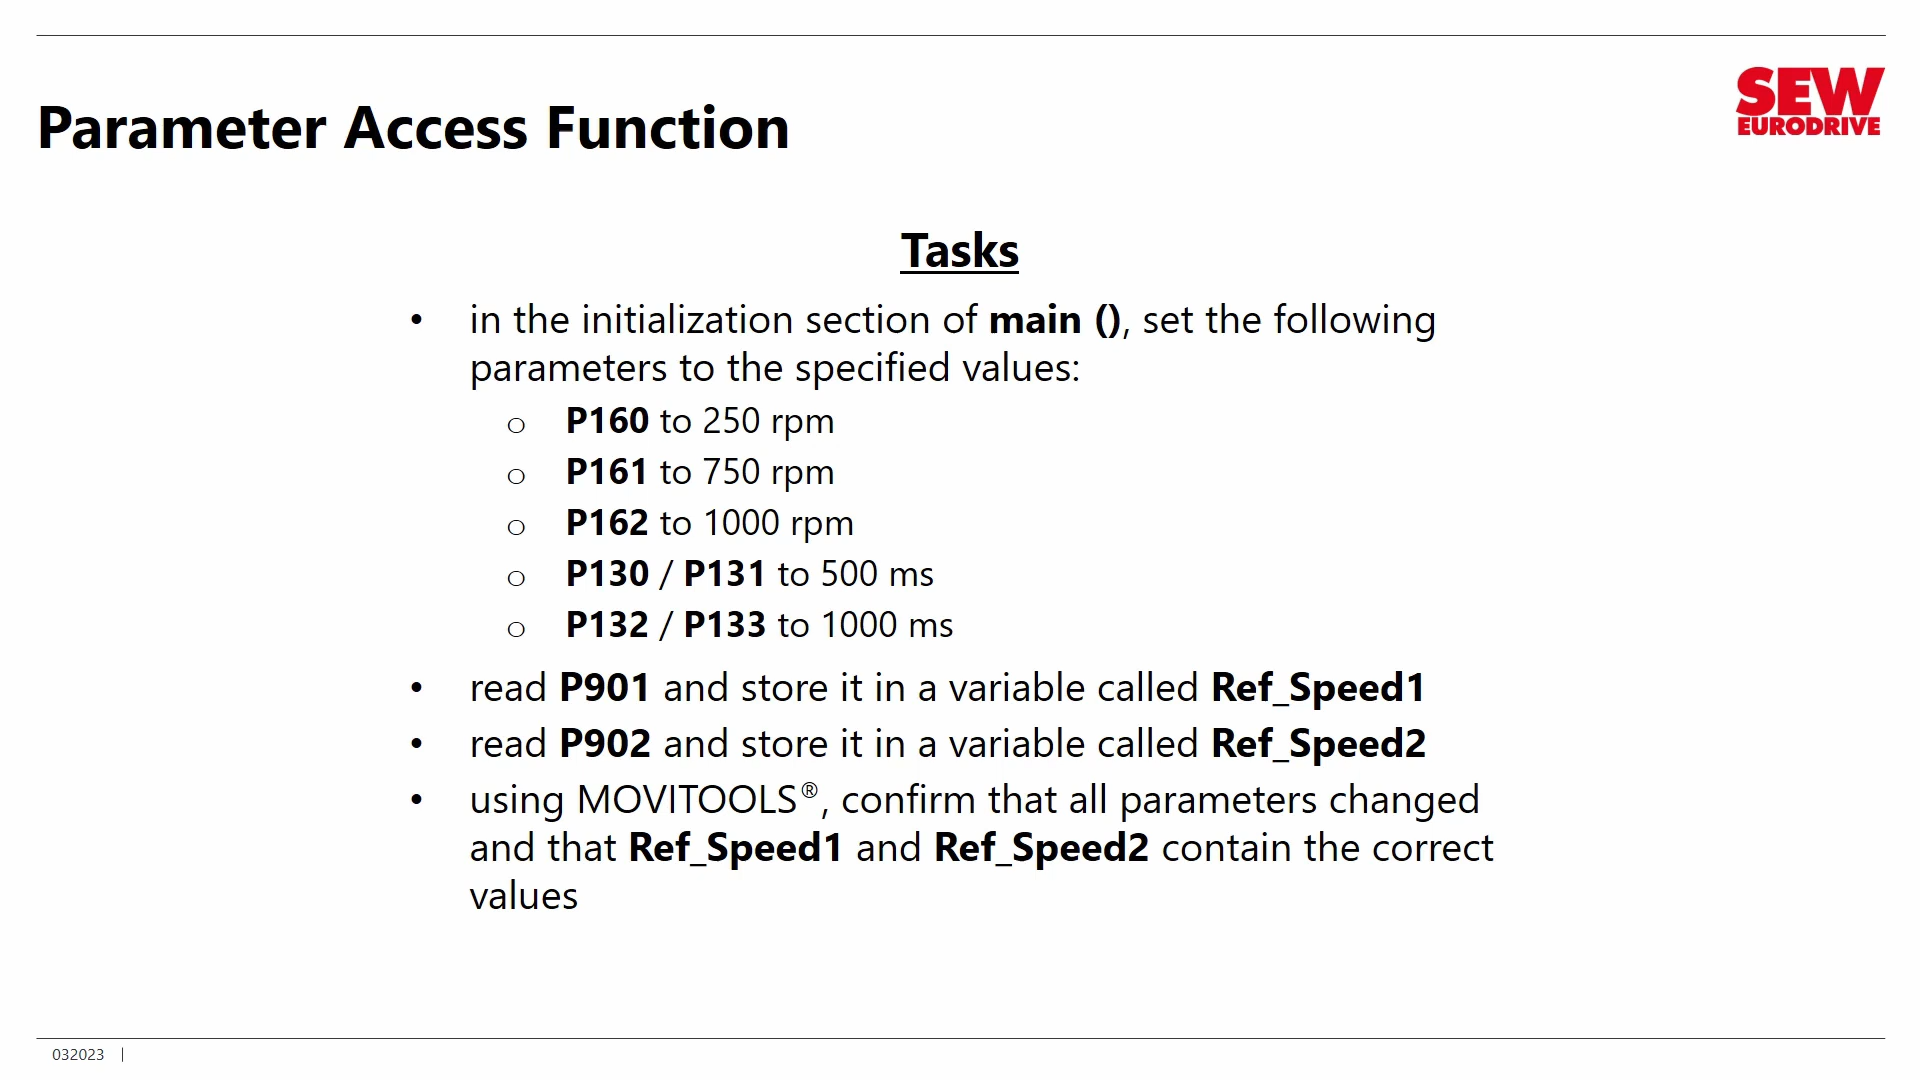 SEW
EURODRIVE
Parameter Access Function
Tasks
• in the initialization section of main (), set the following
parameters to the specified values:
o P160 to 250 rpm
o P161 to 750 rpm
o P162 to 1000 rpm
o P130 / P131 to 500 ms
o P132 / P133 to 1000 ms
• read P901 and store it in a variable called Ref_Speed1
• read P902 and store it in a variable called Ref_Speed2
• using MOVITOOLS®, confirm that all parameters changed
and that Ref_Speed1 and Ref_Speed2 contain the correct
values
032023 |